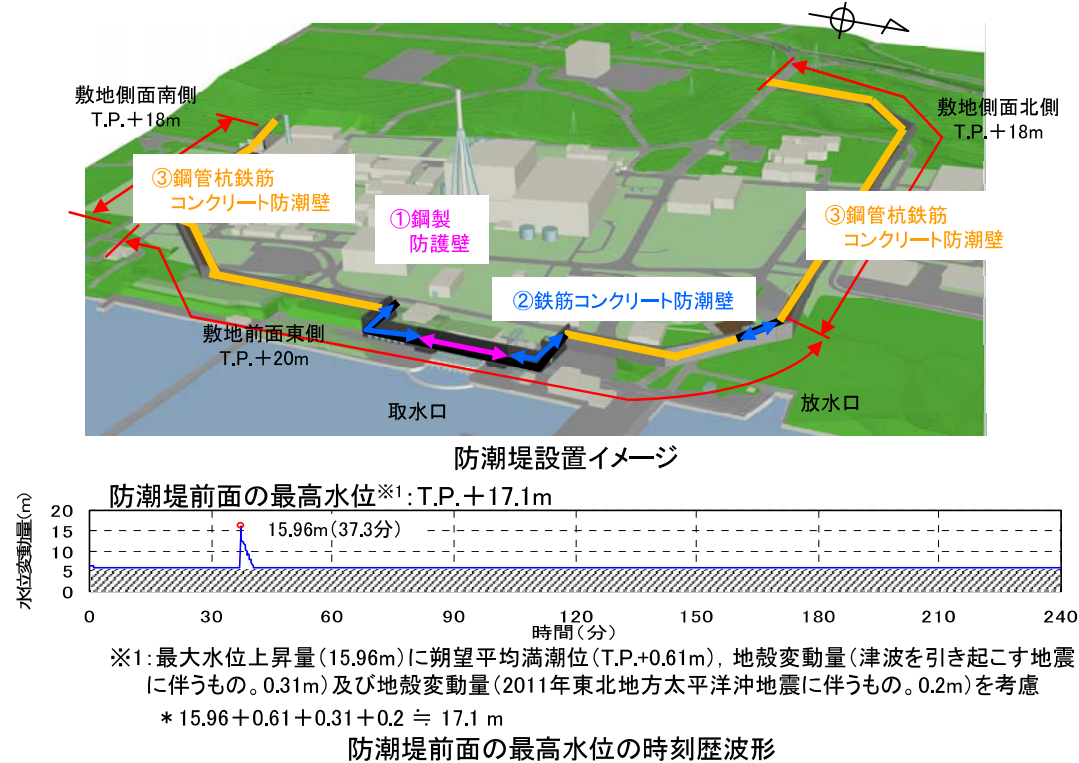 敷地側面南側
T.P.+18m
敷地側面北側
T.P.+18m
③鋼管杭鉄筋
コンクリート防潮壁
①鋼製
防護壁
③鋼管杭鉄筋
コンクリート防潮壁
②鉄筋コンクリート防潮壁
敷地前面東側
T.P.+20m
取水口
放水口
防潮堤設置イメージ
防潮堤前面の最高水位※1:T.P.+17.1m
水位変動量(m)
20
15
10
5
0
15.96m(37.3分)
0 30 60 90 120 150 180 210 240
時間(分)
※1:最大水位上昇量(15.96m)に朔望平均満潮位(T.P.+0.61m),地殻変動量(津波を引き起こす地震
に伴うもの。0.31m)及び地殻変動量(2011年東北地方太平洋沖地震に伴うもの。0.2m)を考慮
*15.96+0.61+0.31+0.2 ≒ 17.1 m
防潮堤前面の最高水位の時刻歴波形